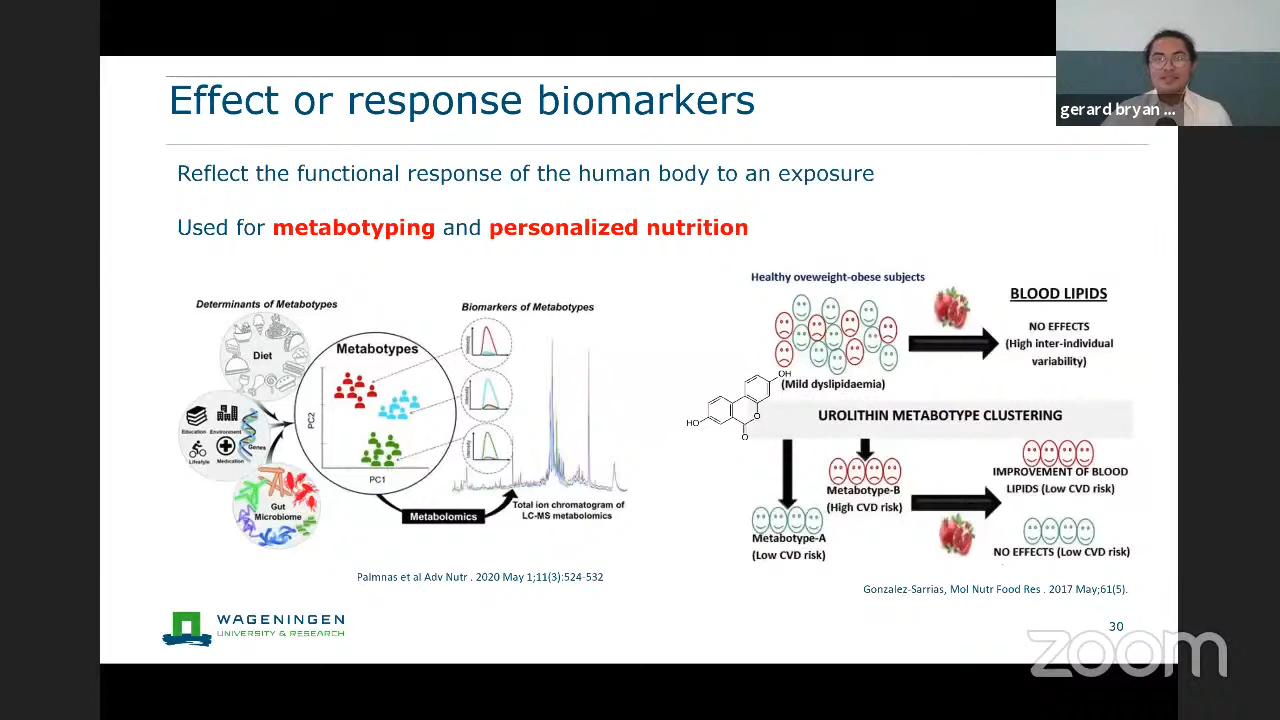 Effect or response biomarkers
gerard bryan ...
Reflect the functional response of the human body to an exposure
Used for metabotyping and personalized nutrition
Determinants of Metabotypes
Diet
Education
Environment
Genes
Lifestyle
Medication
Gut
Microbiome
Metabotypes
PC2
PC1
Metabolomics
Biomarkers of Metabotypes
Total ion chromatogram of
LC-MS metabolomics
Palmnas et al Adv Nutr . 2020 May 1;11(3):524-532
Healthy oveweight-obese subjects
(Mild dyslipidaemia)
BLOOD LIPIDS
NO EFFECTS
(High inter-individual
variability)
OH
HO
O
O
UROLITHIN METABOTYPE CLUSTERING
Metabotype-B
(High CVD risk)
Metabotype-A
(Low CVD risk)
IMPROVEMENT OF BLOOD
LIPIDS (Low CVD risk)
NO EFFECTS (Low CVD risk)
Gonzalez-Sarrias, Mol Nutr Food Res . 2017 May;61(5).
WAGENINGEN
UNIVERSITY & RESEARCH
30
zoom